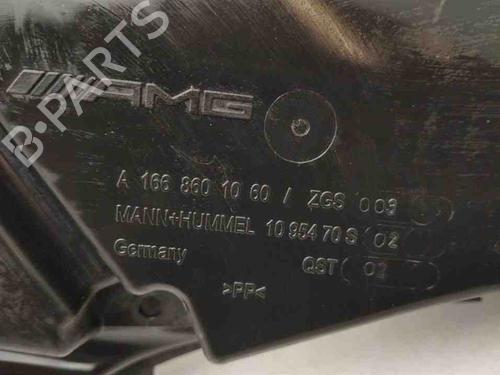 B-PARTS
AMG
A 166 860 10 60 / ZGS 003
MANN+HUMMEL 10 954 70 S 02
Germany QST 02
>PP<